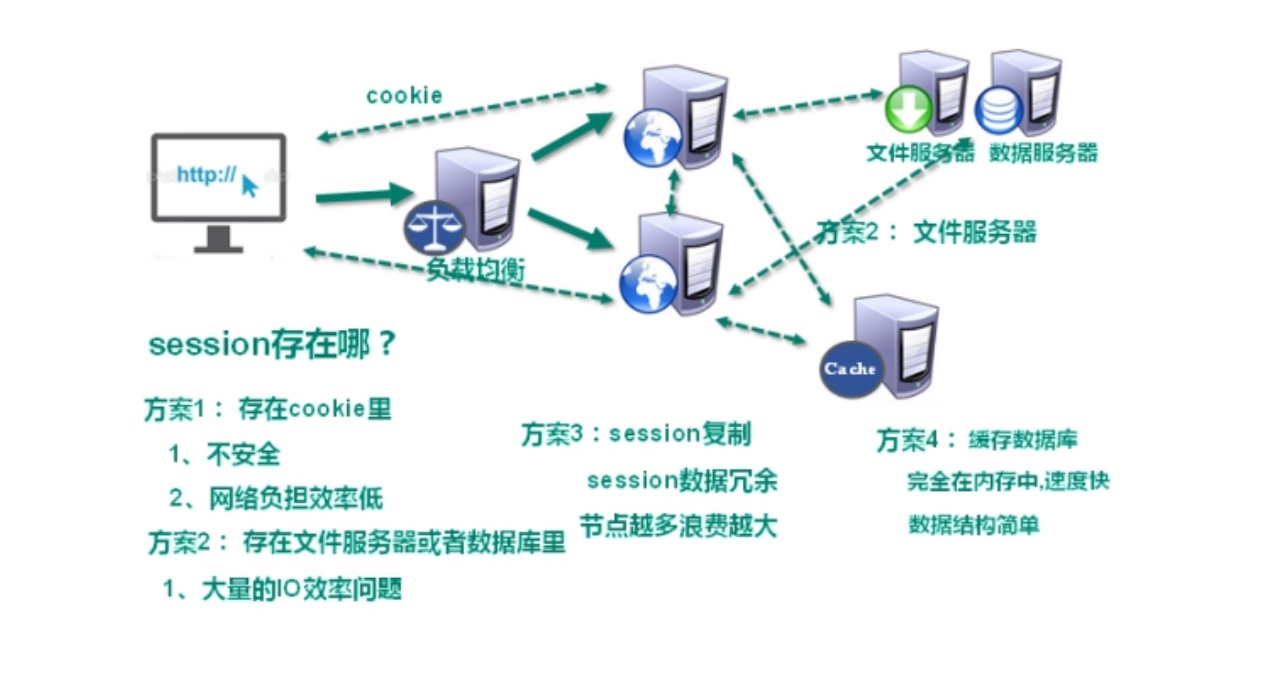 cookie
http://
文件服务器 数据服务器
方案2： 文件服务器
负载均衡
Cache
session存在哪？
方案1： 存在cookie里
1、不安全
2、网络负担效率低
方案2： 存在文件服务器或者数据库里
1、大量的IO效率问题
方案3：session复制
session数据冗余
节点越多浪费越大
方案4： 缓存数据库
完全在内存中,速度快
数据结构简单